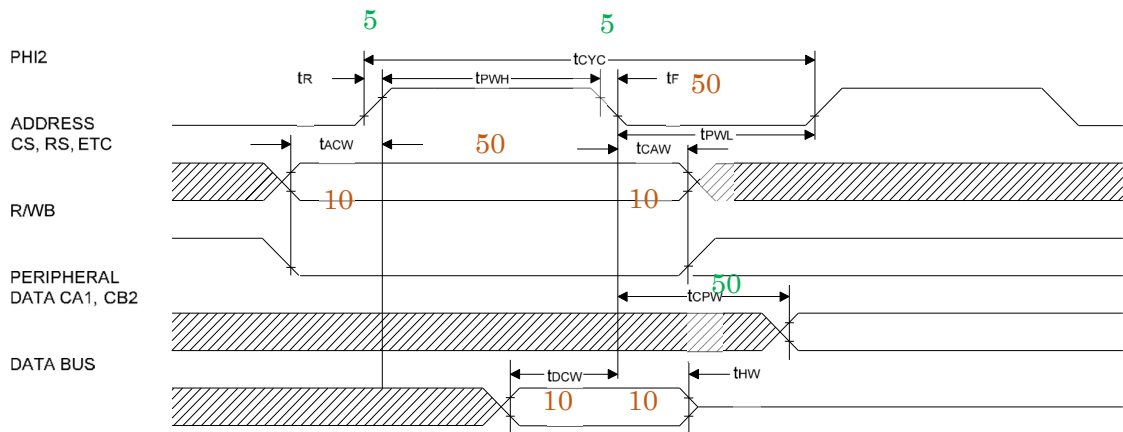 5 5
PHI2 tCYC
tR tPWH tF 50
ADDRESS
CS, RS, ETC tACW 50 tPWL
tCAW
10 10
R/WB
PERIPHERAL
DATA CA1, CB2 50
tCPW
DATA BUS
tDCW tHW
10 10